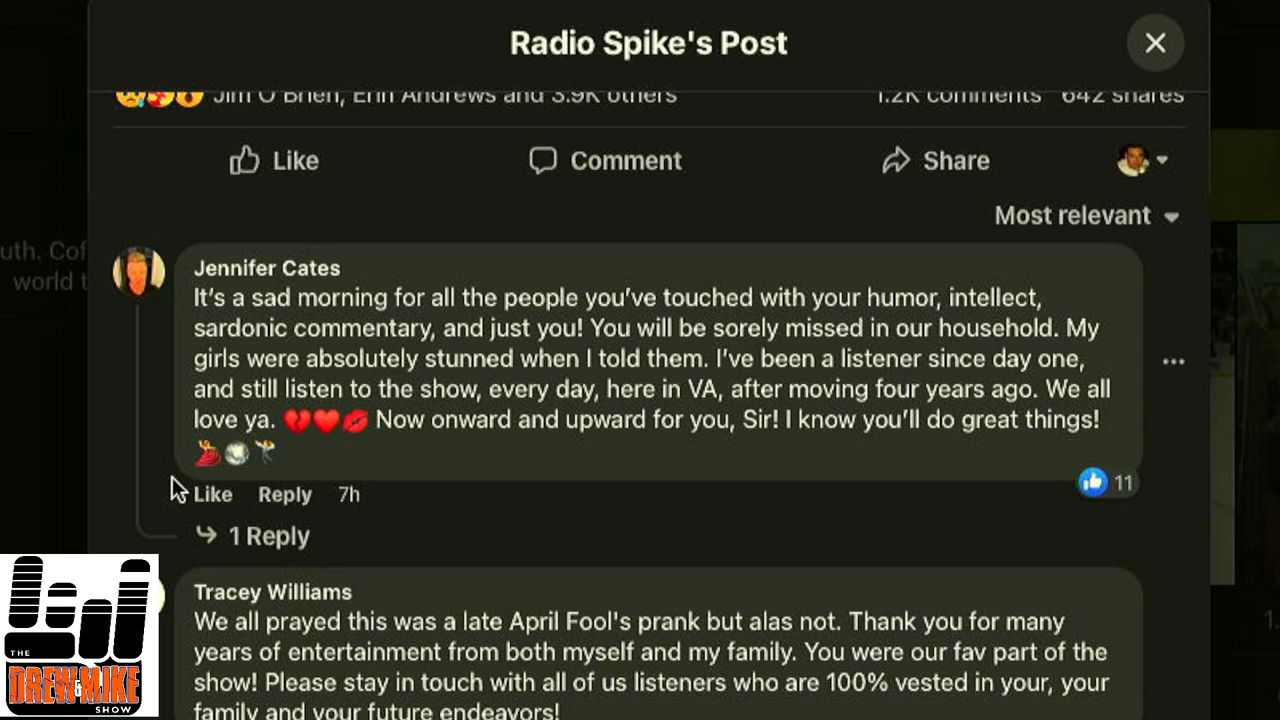 Radio Spike's Post
Jim O'Brien, Erin Andrews and 3.9K others 1.2K comments 642 shares
Like Comment Share
Most relevant
uth. Cof
world t
Jennifer Cates
It's a sad morning for all the people you've touched with your humor, intellect,
sardonic commentary, and just you! You will be sorely missed in our household. My
girls were absolutely stunned when I told them. I've been a listener since day one,
and still listen to the show, every day, here in VA, after moving four years ago. We all
love ya. 💔❤️💋 Now onward and upward for you, Sir! I know you'll do great things!
💃🪩🕺
11
Like Reply 7h
1 Reply
Tracey Williams
We all prayed this was a late April Fool's prank but alas not. Thank you for many
years of entertainment from both myself and my family. You were our fav part of the
show! Please stay in touch with all of us listeners who are 100% vested in your, your
family and your future endeavors!
THE
DREW & MIKE
SHOW